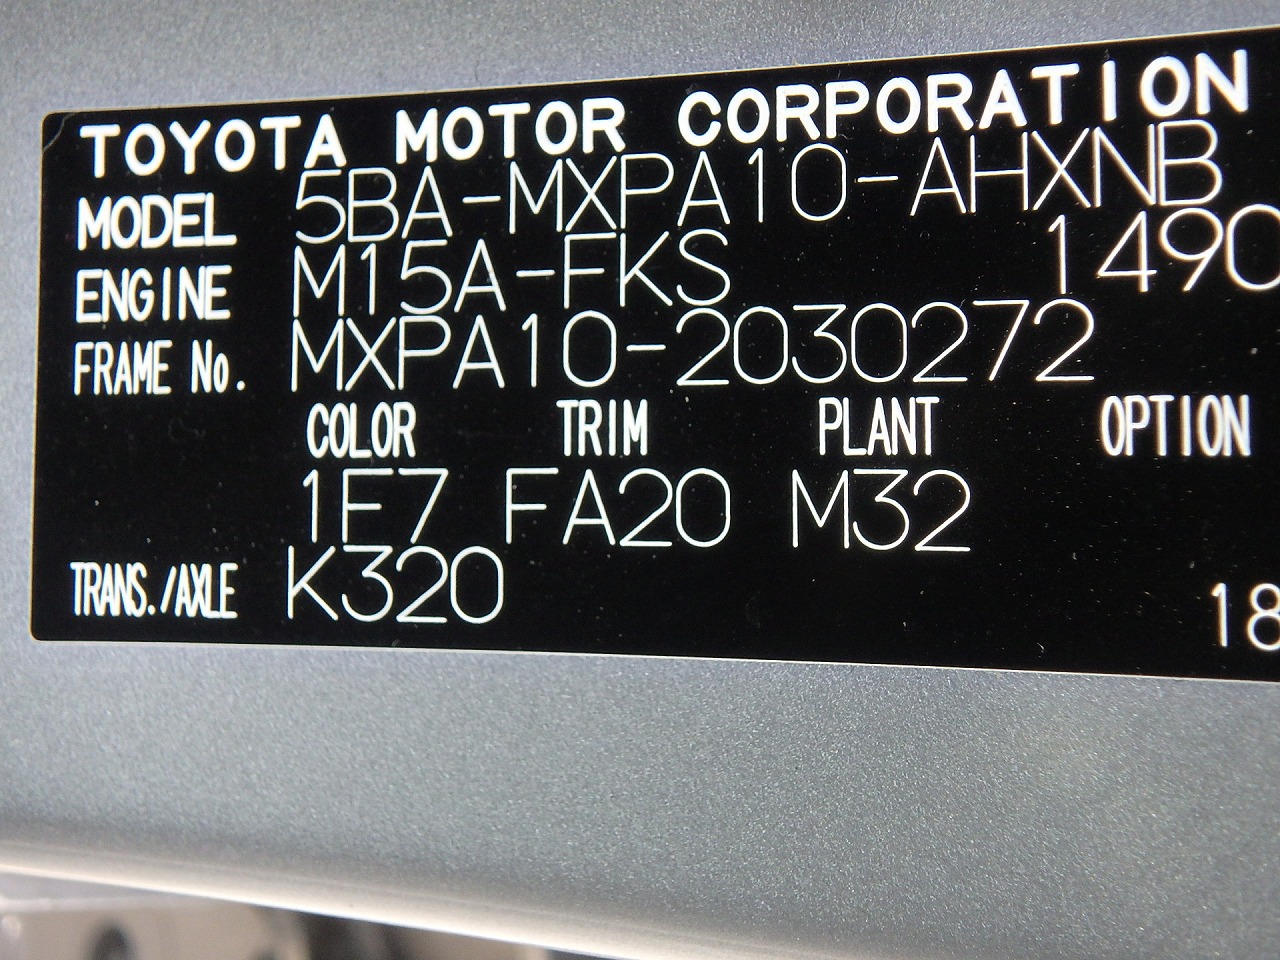 TOYOTA MOTOR CORPORATION
MODEL 5BA-MXPA10-AHXNB
ENGINE M15A-FKS 1490
FRAME No. MXPA10-2030272
COLOR TRIM PLANT OPTION
1F7 FA20 M32
TRANS./AXLE K320
18